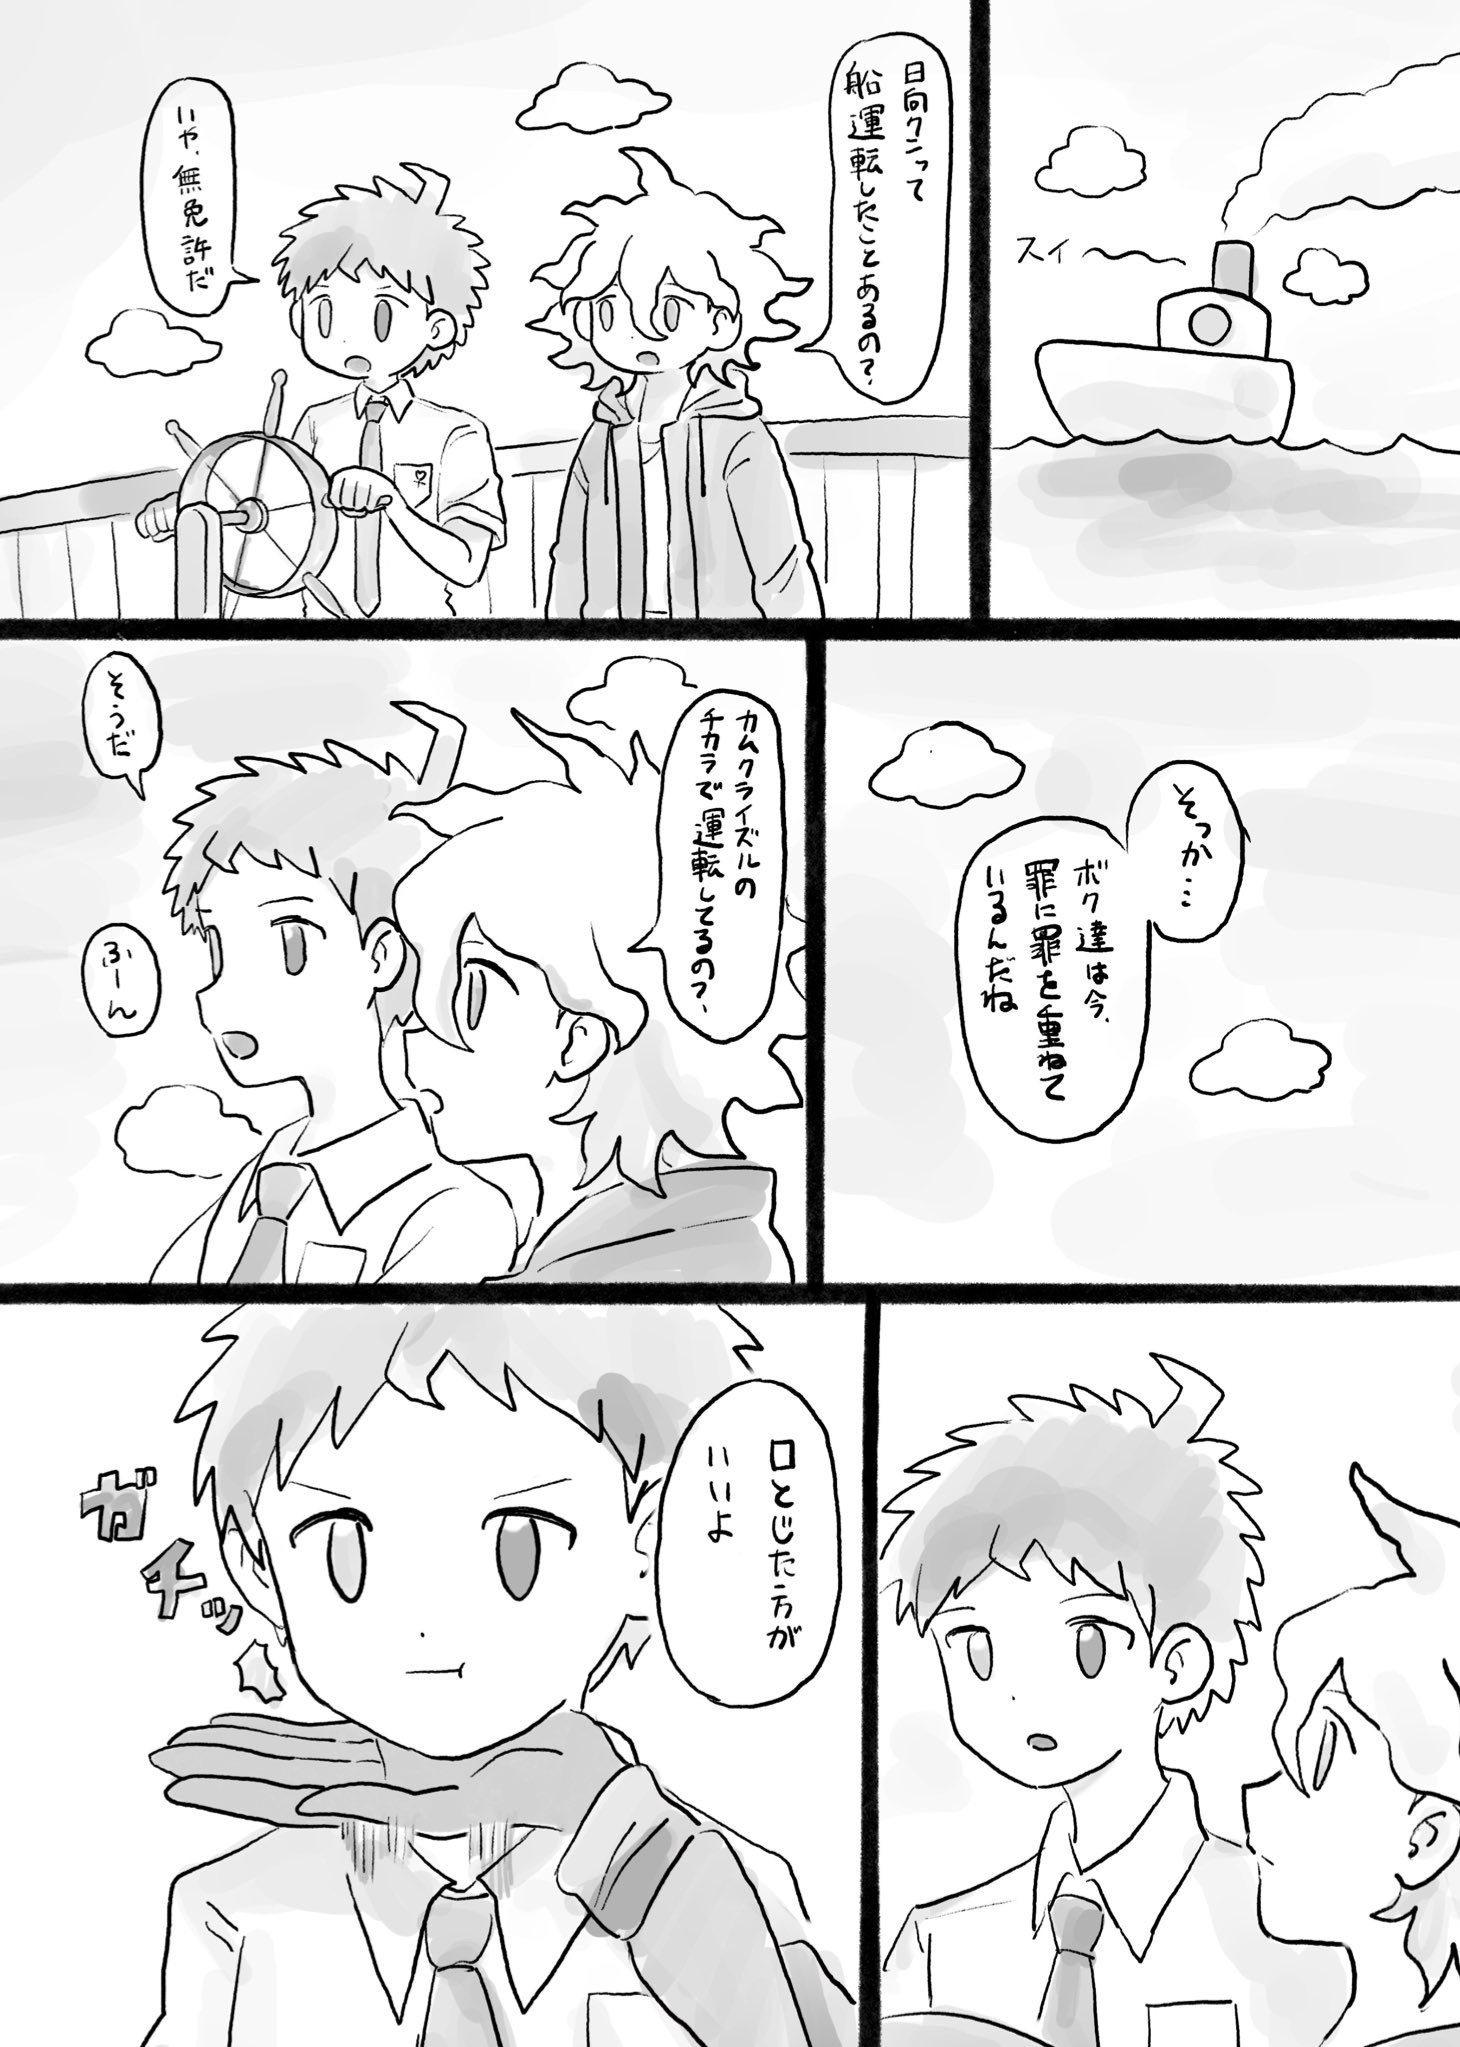 スィ〜〜
日向クンって
船運転したことあるの?
いや、無免許だ
そっか…
ボク達は今、
罪に罪を重ねて
いるんだね
カムクライズルの
チカラで運転してるの?
そうだ
ふーん
口とじた方が
いいよ
ガチッ